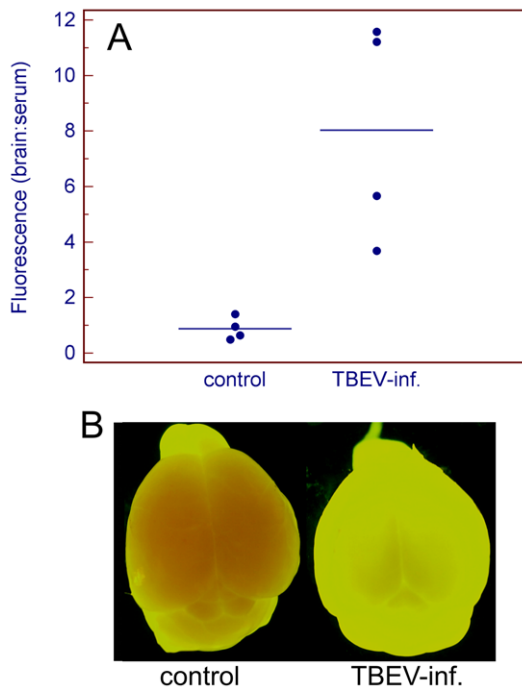 A
12
10
8
6
4
2
0
Fluorescence (brain:serum)
control TBEV-inf.
B
control TBEV-inf.